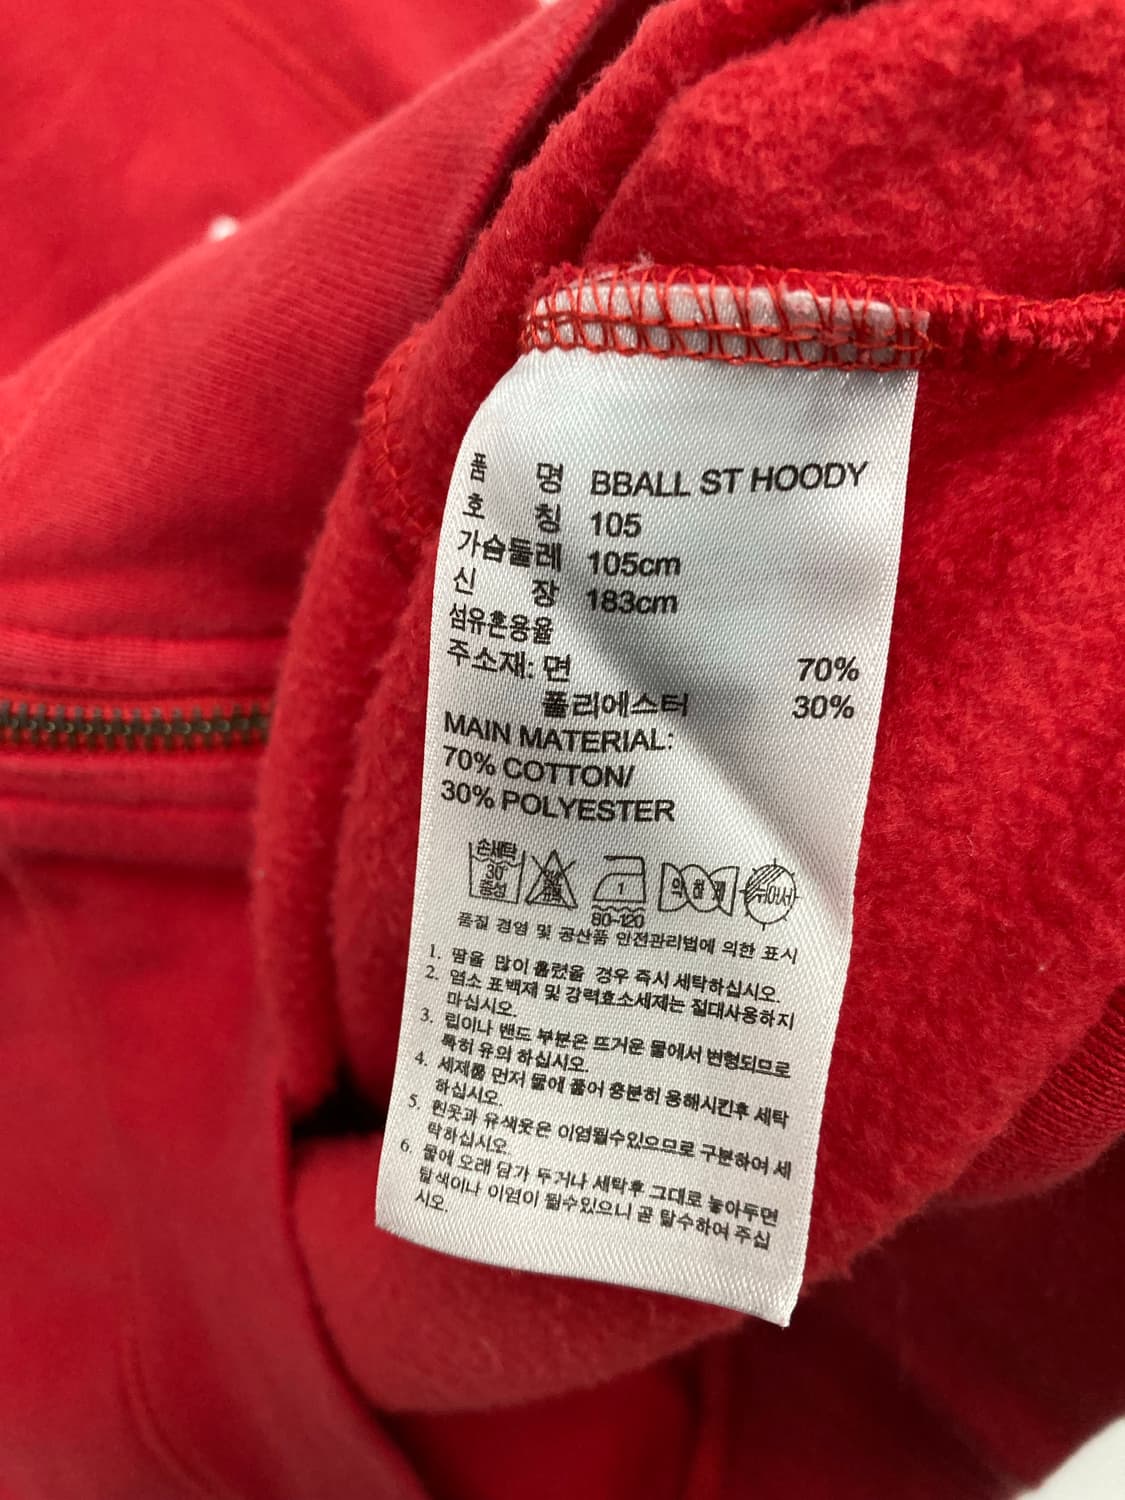 품 명 BBALL ST HOODY
호 칭 105
가슴둘레 105cm
신 장 183cm
섬유혼용율
주소재: 면 70%
폴리에스터 30%
MAIN MATERIAL:
70% COTTON/
30% POLYESTER
손세탁 30° 중성 1 80~120 약하게 뉘어서
품질 경영 및 공산품 안전관리법에 의한 표시
1. 땀을 많이 흘렸을 경우 즉시 세탁하십시오.
2. 염소 표백제 및 강력효소세제는 절대사용하지
마십시오.
3. 립이나 밴드 부분은 뜨거운 물에서 변형되므로
특히 유의 하십시오.
4. 세제를 먼저 물에 풀어 충분히 용해시킨후 세탁
하십시오.
5. 흰옷과 유색옷은 이염될수있으므로 구분하여 세
탁하십시오.
6. 물에 오래 담가 두거나 세탁후 그대로 놓아두면
탈색이나 이염이 될수있으니 곧 탈수하여 주십
시오.